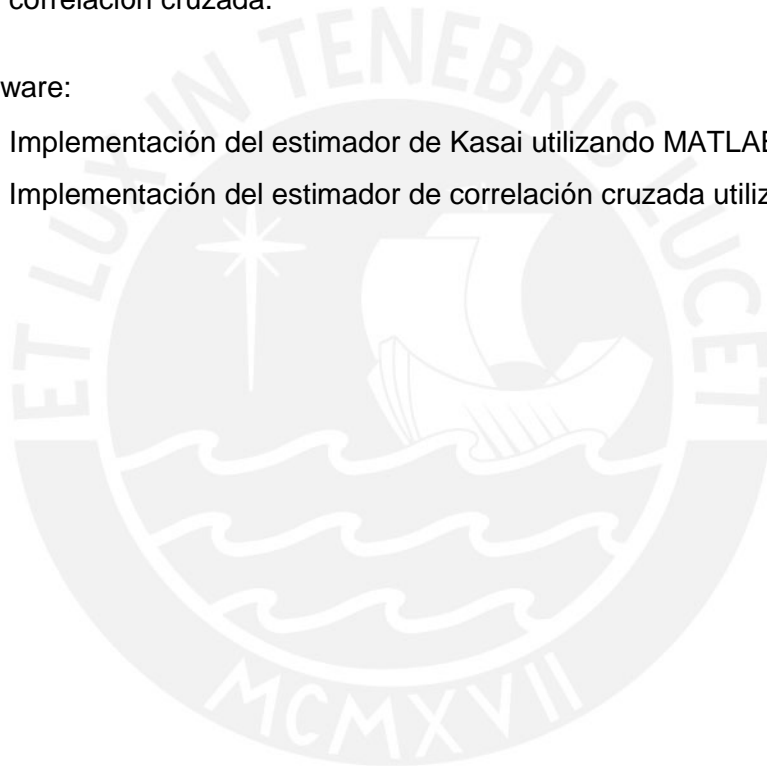 correlación cruzada.
ware:
Implementación del estimador de Kasai utilizando MATLAB
Implementación del estimador de correlación cruzada utiliz
ET LUX IN TENEBRIS LUCET
MCMXVII